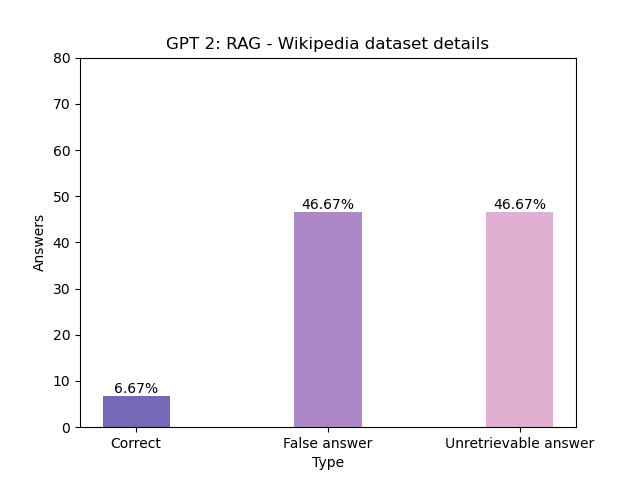 GPT 2: RAG - Wikipedia dataset details
80
70
60
50
40
30
20
10
0
Answers
6.67%
46.67%
46.67%
Correct
False answer
Unretrievable answer
Type